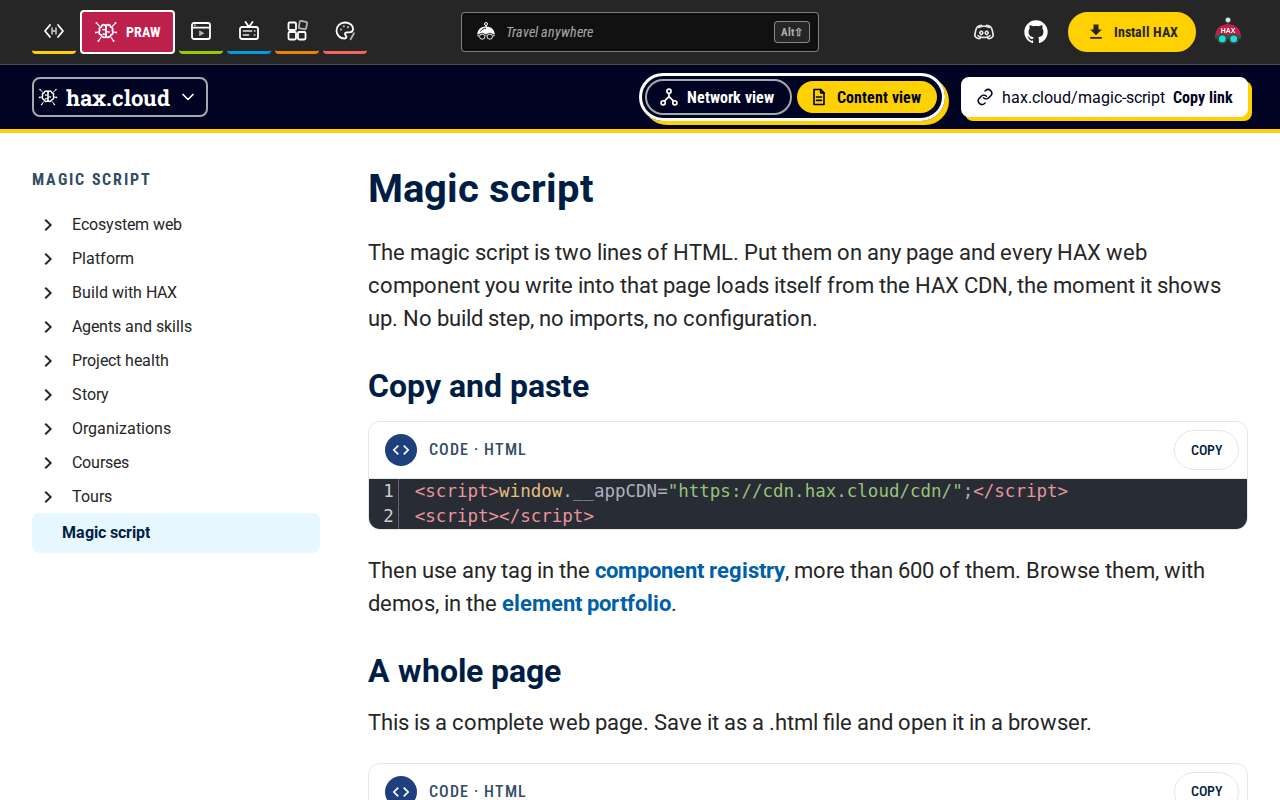 PRAW
Travel anywhere
Alt⇧
Install HAX
HAX
hax.cloud
Network view
Content view
hax.cloud/magic-script Copy link
MAGIC SCRIPT
Ecosystem web
Platform
Build with HAX
Agents and skills
Project health
Story
Organizations
Courses
Tours
Magic script
Magic script
The magic script is two lines of HTML. Put them on any page and every HAX web
component you write into that page loads itself from the HAX CDN, the moment it shows
up. No build step, no imports, no configuration.
Copy and paste
CODE · HTML
COPY
1 <script>window.__appCDN="https://cdn.hax.cloud/cdn/";</script>
2 <script></script>
Then use any tag in the component registry, more than 600 of them. Browse them, with
demos, in the element portfolio.
A whole page
This is a complete web page. Save it as a .html file and open it in a browser.
CODE · HTML
COPY